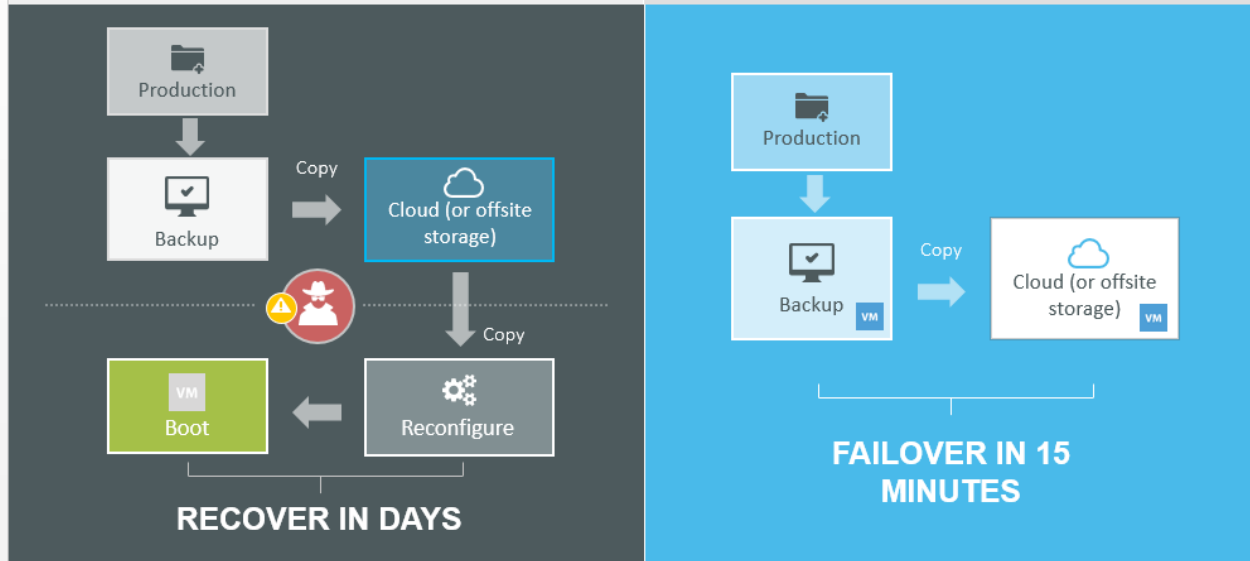 Production
Backup
Copy
Cloud (or offsite
storage)
Copy
Reconfigure
VM
Boot
RECOVER IN DAYS
Production
Backup
VM
Copy
Cloud (or offsite
storage)
VM
FAILOVER IN 15
MINUTES